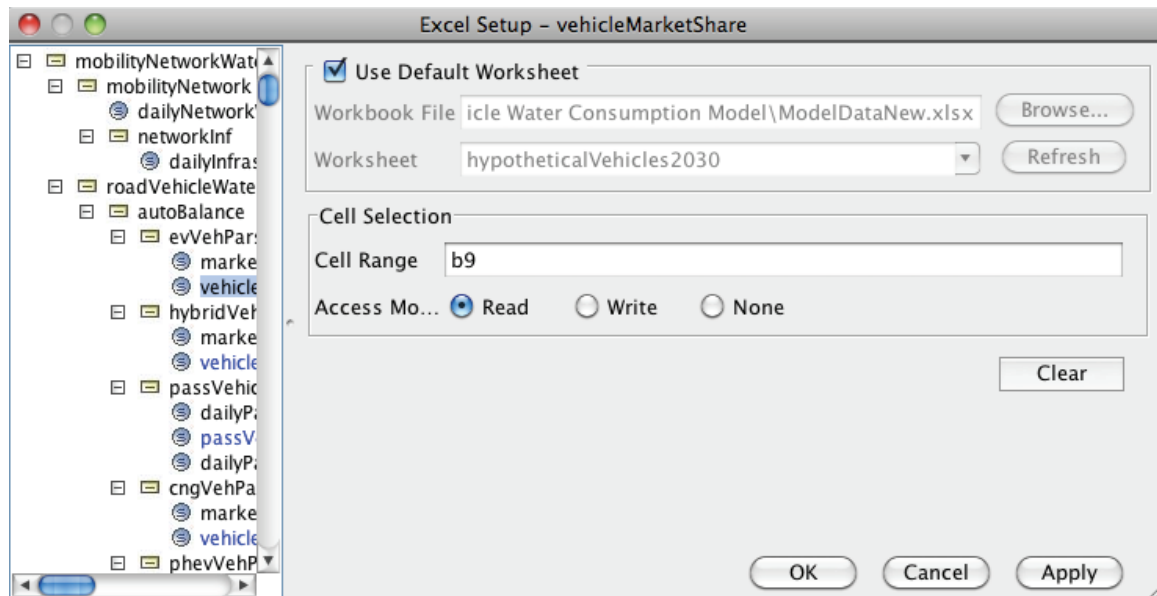 Excel Setup – vehicleMarketShare
mobilityNetworkWat
mobilityNetwork
dailyNetwork
networkInf
dailyInfras
roadVehicleWate
autoBalance
evVehPars
marke
vehicle
hybridVeh
marke
vehicle
passVehic
dailyPa
passV
dailyPa
cngVehPa
marke
vehicle
phevVehP
Use Default Worksheet
Workbook File icle Water Consumption Model\ModelDataNew.xlsx Browse...
Worksheet hypotheticalVehicles2030 Refresh
Cell Selection
Cell Range b9
Access Mo... Read Write None
Clear
OK Cancel Apply